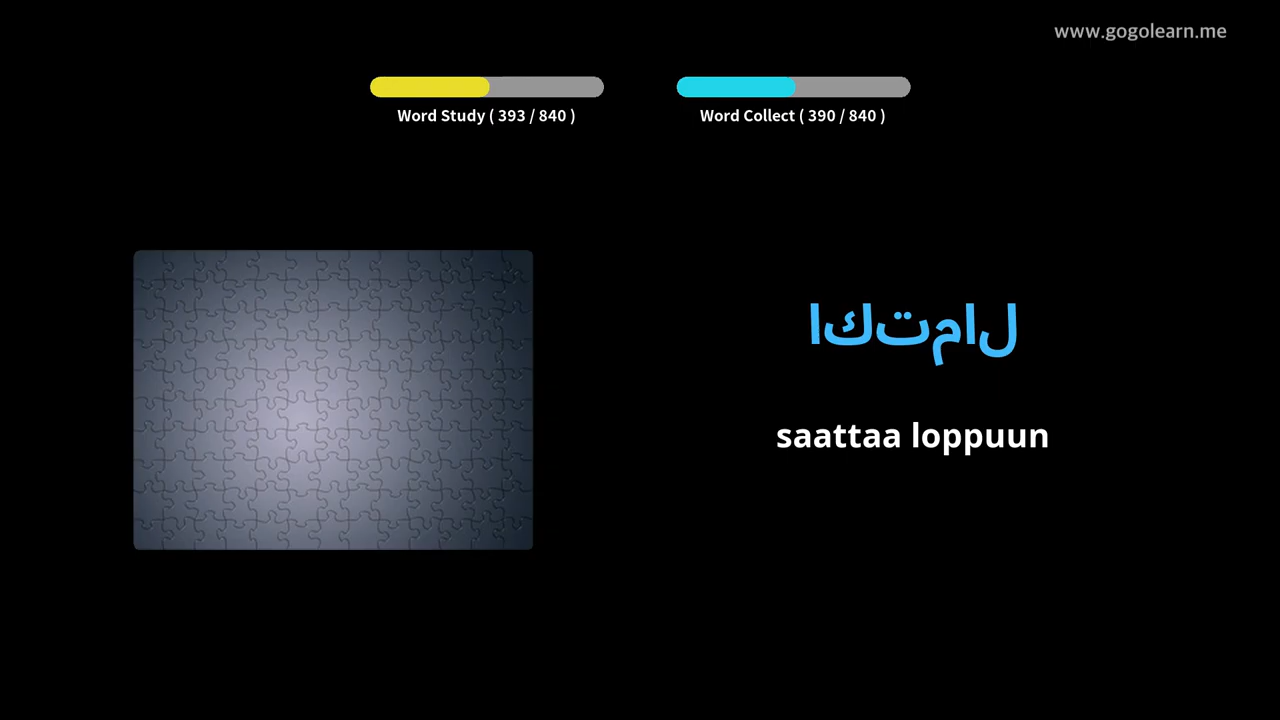 www.gogolearn.me
Word Study ( 393 / 840 )
Word Collect ( 390 / 840 )
اكتمال
saattaa loppuun